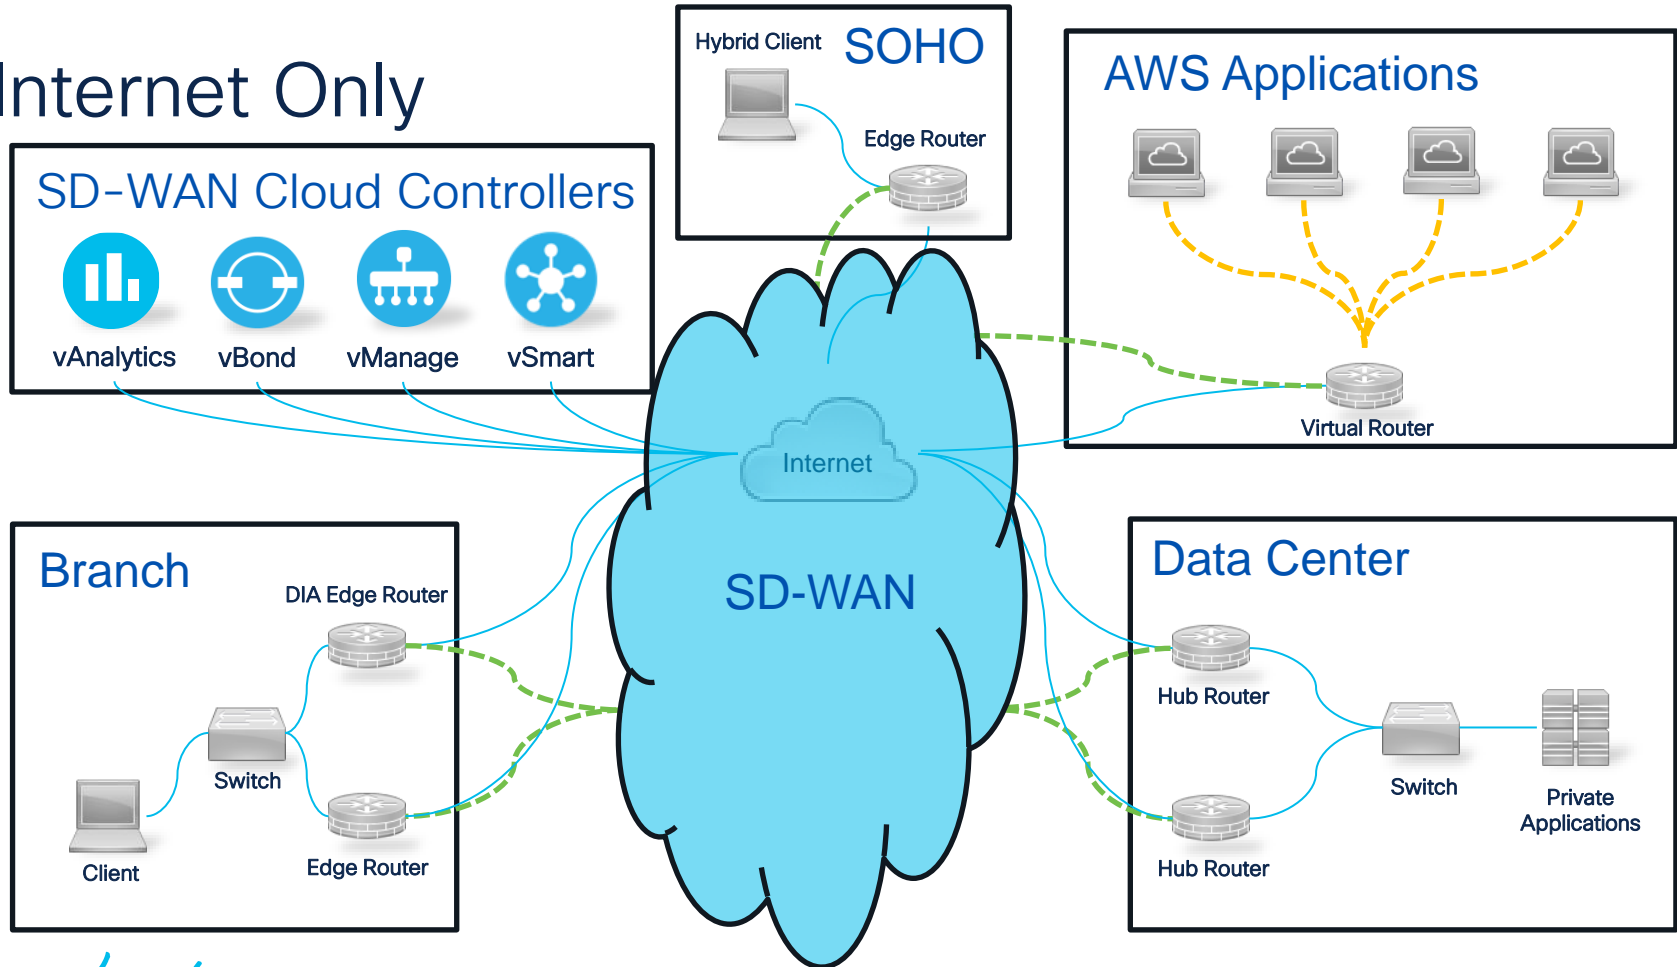 Internet Only
SD-WAN Cloud Controllers
vAnalytics
vBond
vManage
vSmart
Hybrid Client
SOHO
Edge Router
AWS Applications
Virtual Router
Internet
SD-WAN
Branch
DIA Edge Router
Switch
Client
Edge Router
Data Center
Hub Router
Switch
Private
Applications
Hub Router